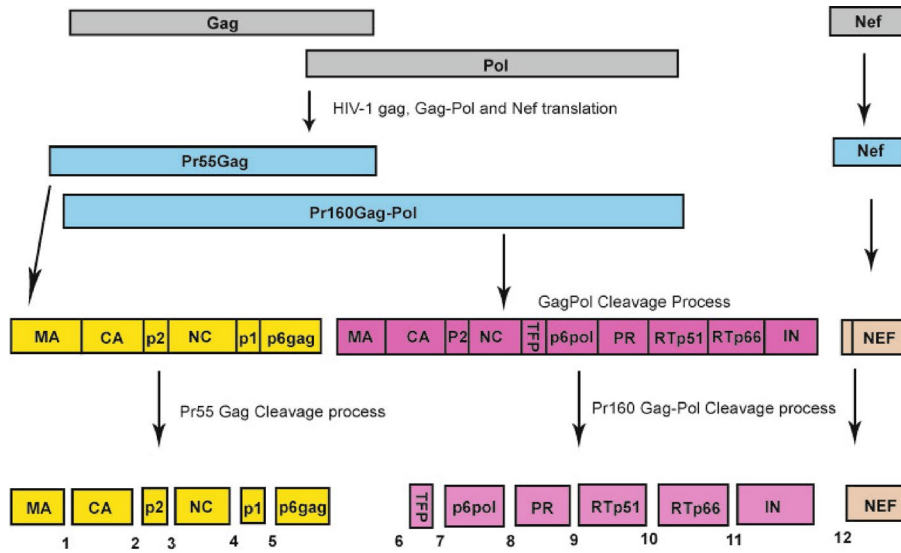 Gag
Nef
Pol
HIV-1 gag, Gag-Pol and Nef translation
Pr55Gag
Nef
Pr160Gag-Pol
GagPol Cleavage Process
MA CA p2 NC p1 p6gag
MA CA P2 NC TFP p6pol PR RTp51 RTp66 IN
NEF
Pr55 Gag Cleavage process
Pr160 Gag-Pol Cleavage process
MA CA p2 NC p1 p6gag
TFP p6pol PR RTp51 RTp66 IN
NEF
1 2 3 4 5 6 7 8 9 10 11 12